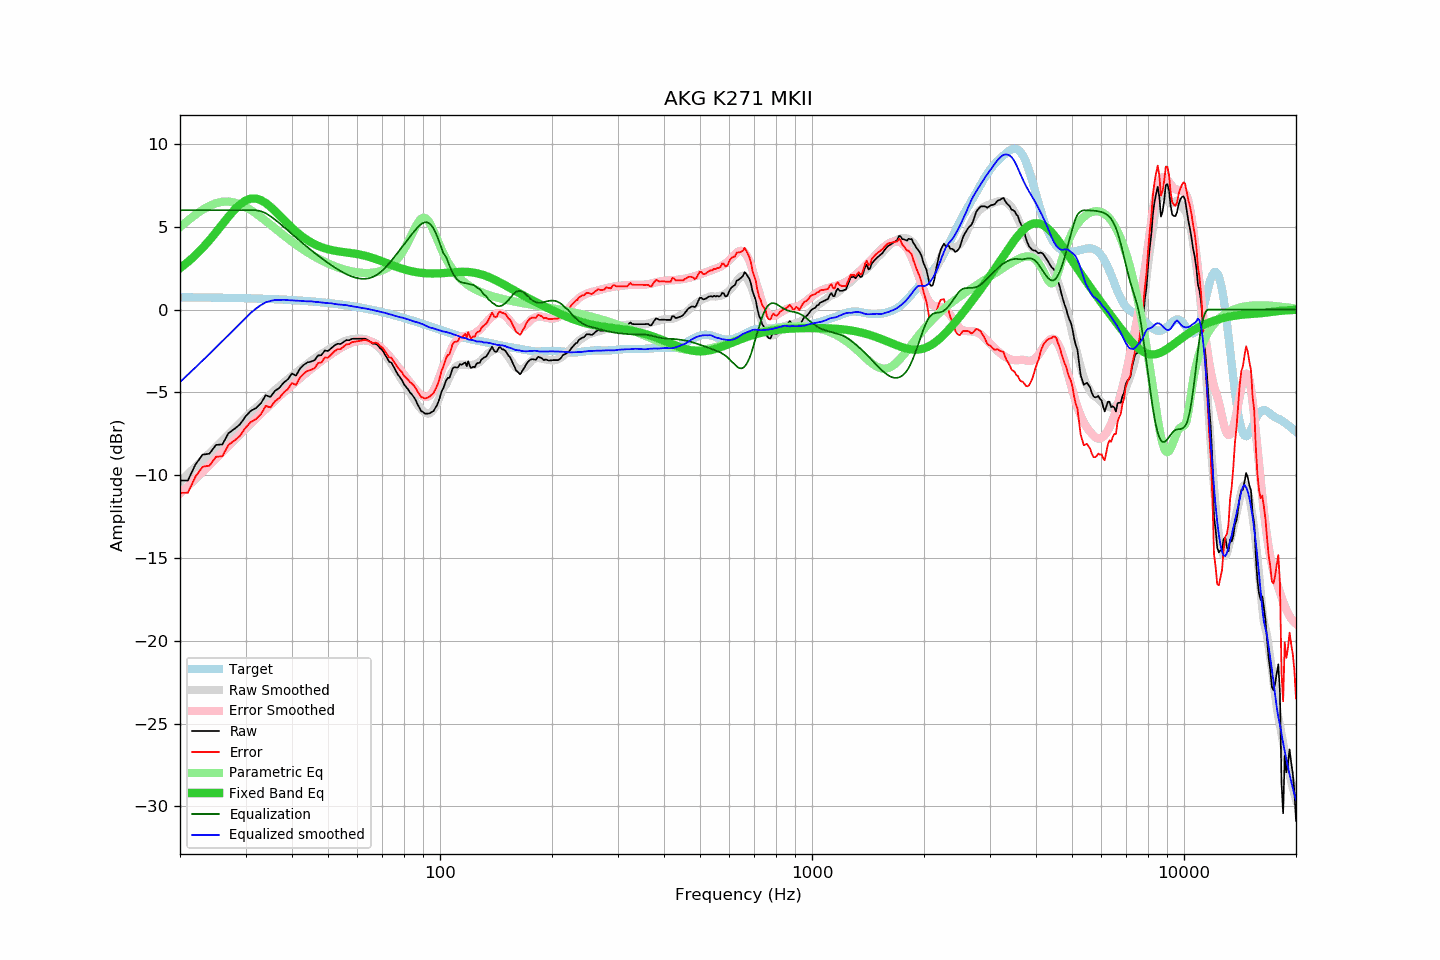 AKG K271 MKII
10
5
0
−5
−10
−15
−20
−25
−30
Amplitude (dBr)
Target
Raw Smoothed
Error Smoothed
Raw
Error
Parametric Eq
Fixed Band Eq
Equalization
Equalized smoothed
100
1000
10000
Frequency (Hz)